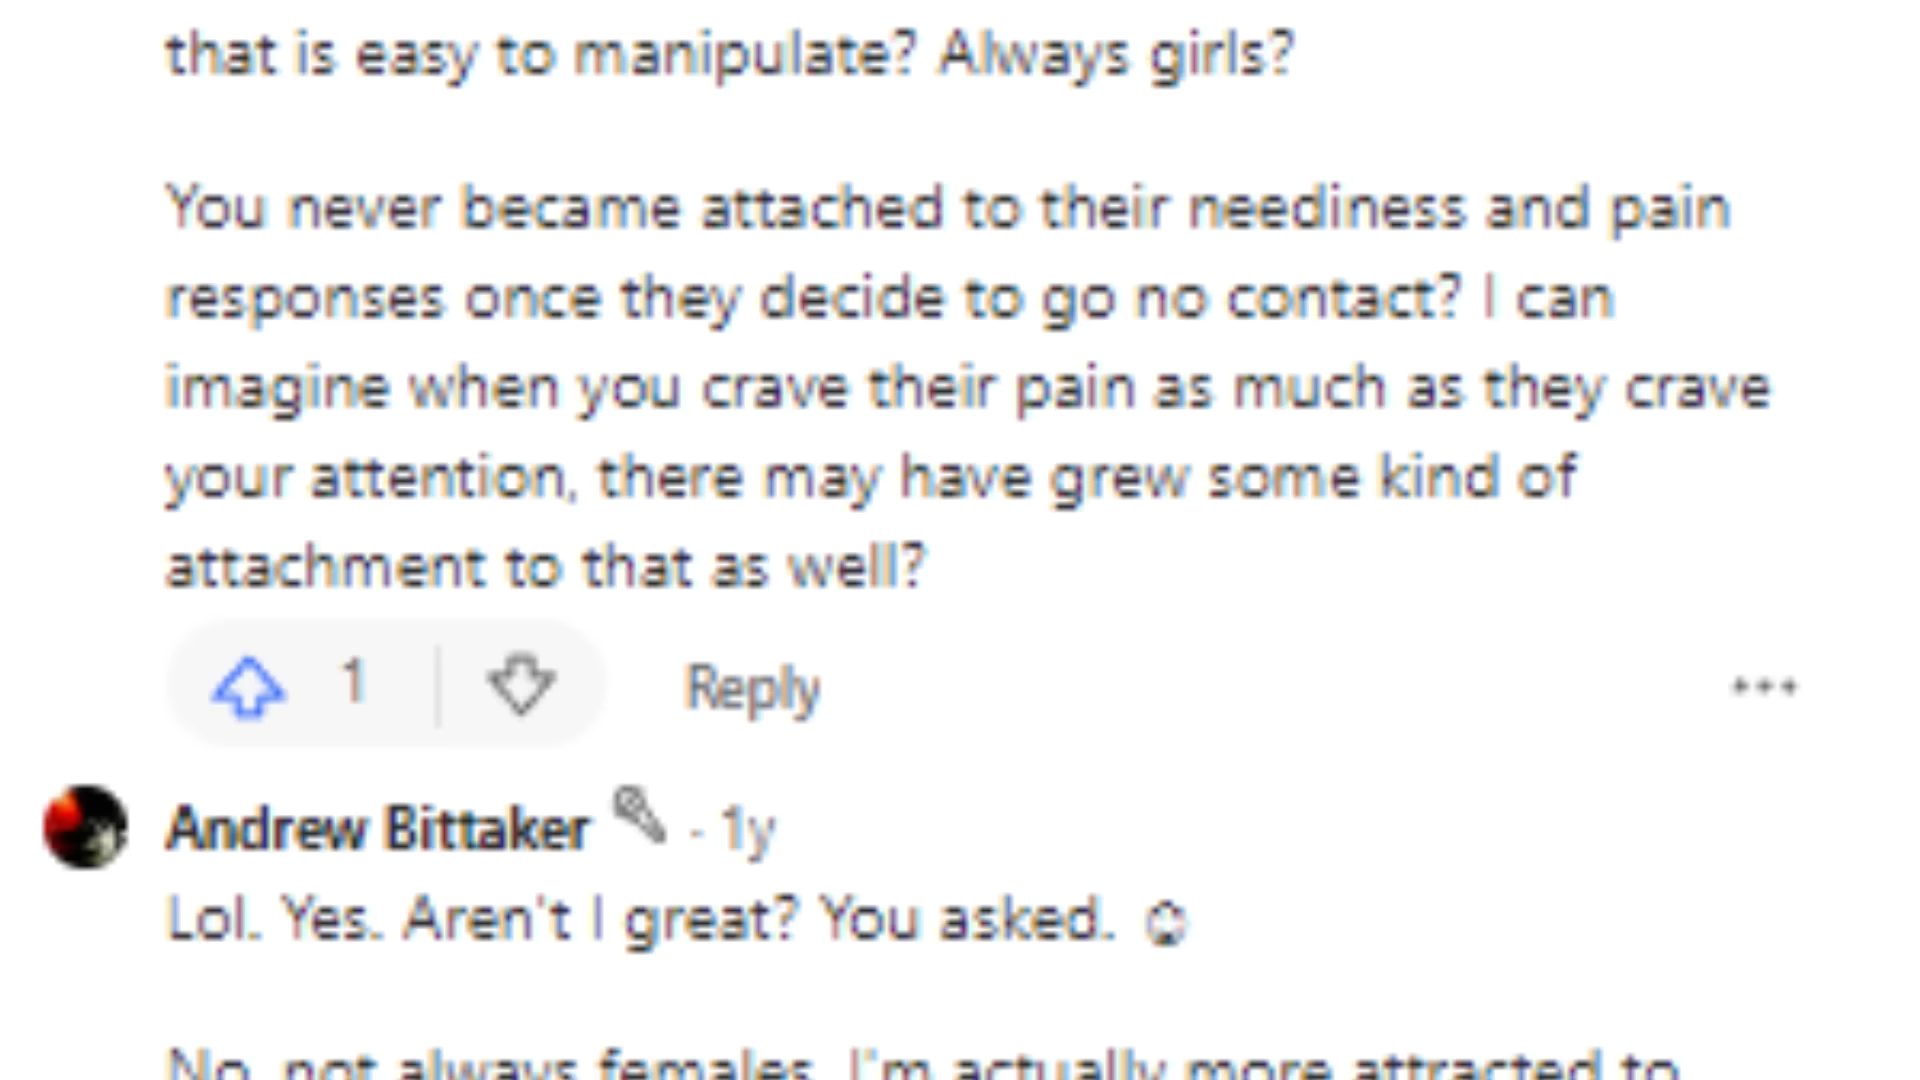 that is easy to manipulate? Always girls?
You never became attached to their neediness and pain
responses once they decide to go no contact? I can
imagine when you crave their pain as much as they crave
your attention, there may have grew some kind of
attachment to that as well?
1 Reply
Andrew Bittaker · 1y
Lol. Yes. Aren't I great? You asked.
No, not always females. I'm actually more attracted to